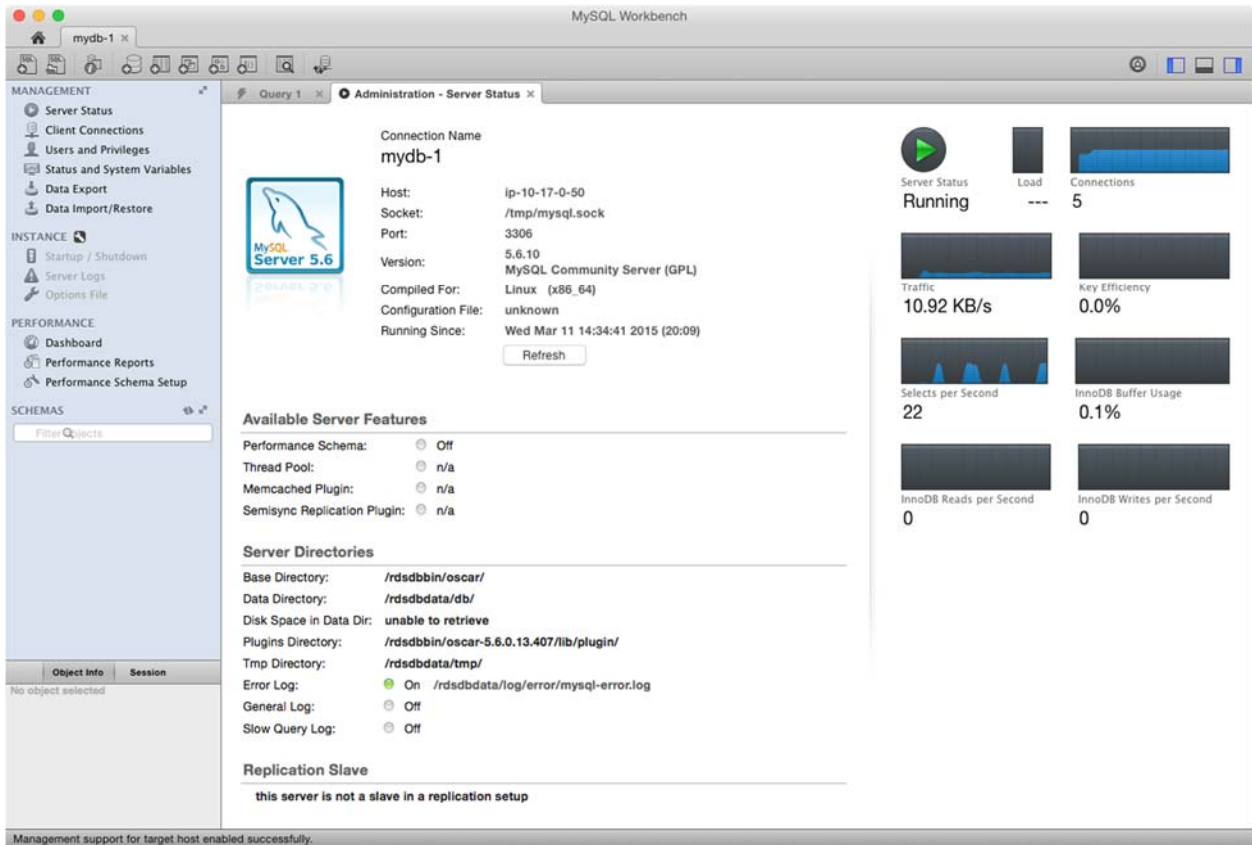 MySQL Workbench
mydb-1
MANAGEMENT
Server Status
Client Connections
Users and Privileges
Status and System Variables
Data Export
Data Import/Restore
INSTANCE
Startup / Shutdown
Server Logs
Options File
PERFORMANCE
Dashboard
Performance Reports
Performance Schema Setup
SCHEMAS
Filter objects
Object Info Session
No object selected
Query 1 Administration - Server Status
Connection Name
mydb-1
MySQL
Server 5.6
Host: ip-10-17-0-50
Socket: /tmp/mysql.sock
Port: 3306
Version: 5.6.10
MySQL Community Server (GPL)
Compiled For: Linux (x86_64)
Configuration File: unknown
Running Since: Wed Mar 11 14:34:41 2015 (20:09)
Refresh
Available Server Features
Performance Schema: Off
Thread Pool: n/a
Memcached Plugin: n/a
Semisync Replication Plugin: n/a
Server Directories
Base Directory: /rdsdbbin/oscar/
Data Directory: /rdsdbdata/db/
Disk Space in Data Dir: unable to retrieve
Plugins Directory: /rdsdbbin/oscar-5.6.0.13.407/lib/plugin/
Tmp Directory: /rdsdbdata/tmp/
Error Log: On /rdsdbdata/log/error/mysql-error.log
General Log: Off
Slow Query Log: Off
Replication Slave
this server is not a slave in a replication setup
Server Status Load Connections
Running --- 5
Traffic Key Efficiency
10.92 KB/s 0.0%
Selects per Second InnoDB Buffer Usage
22 0.1%
InnoDB Reads per Second InnoDB Writes per Second
0 0
Management support for target host enabled successfully.